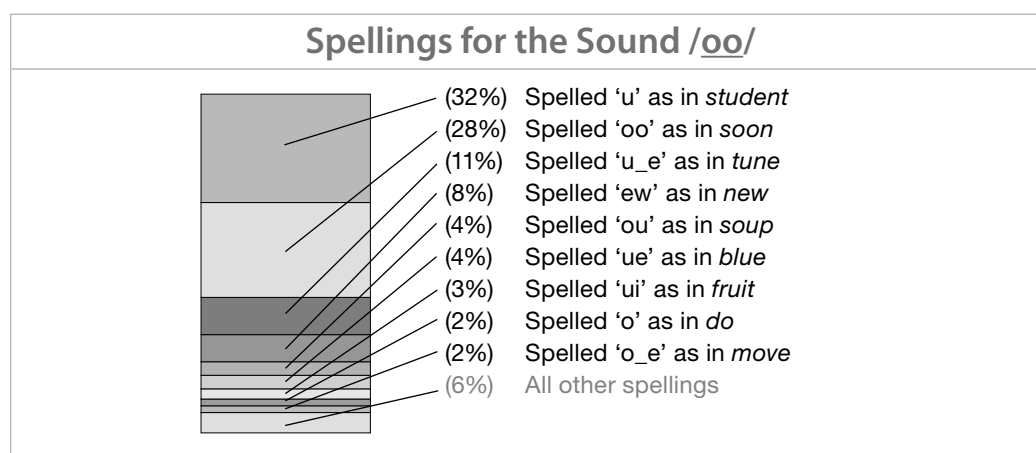 Spellings for the Sound /oo/
(32%) Spelled ‘u’ as in student
(28%) Spelled ‘oo’ as in soon
(11%) Spelled ‘u_e’ as in tune
(8%) Spelled ‘ew’ as in new
(4%) Spelled ‘ou’ as in soup
(4%) Spelled ‘ue’ as in blue
(3%) Spelled ‘ui’ as in fruit
(2%) Spelled ‘o’ as in do
(2%) Spelled ‘o_e’ as in move
(6%) All other spellings